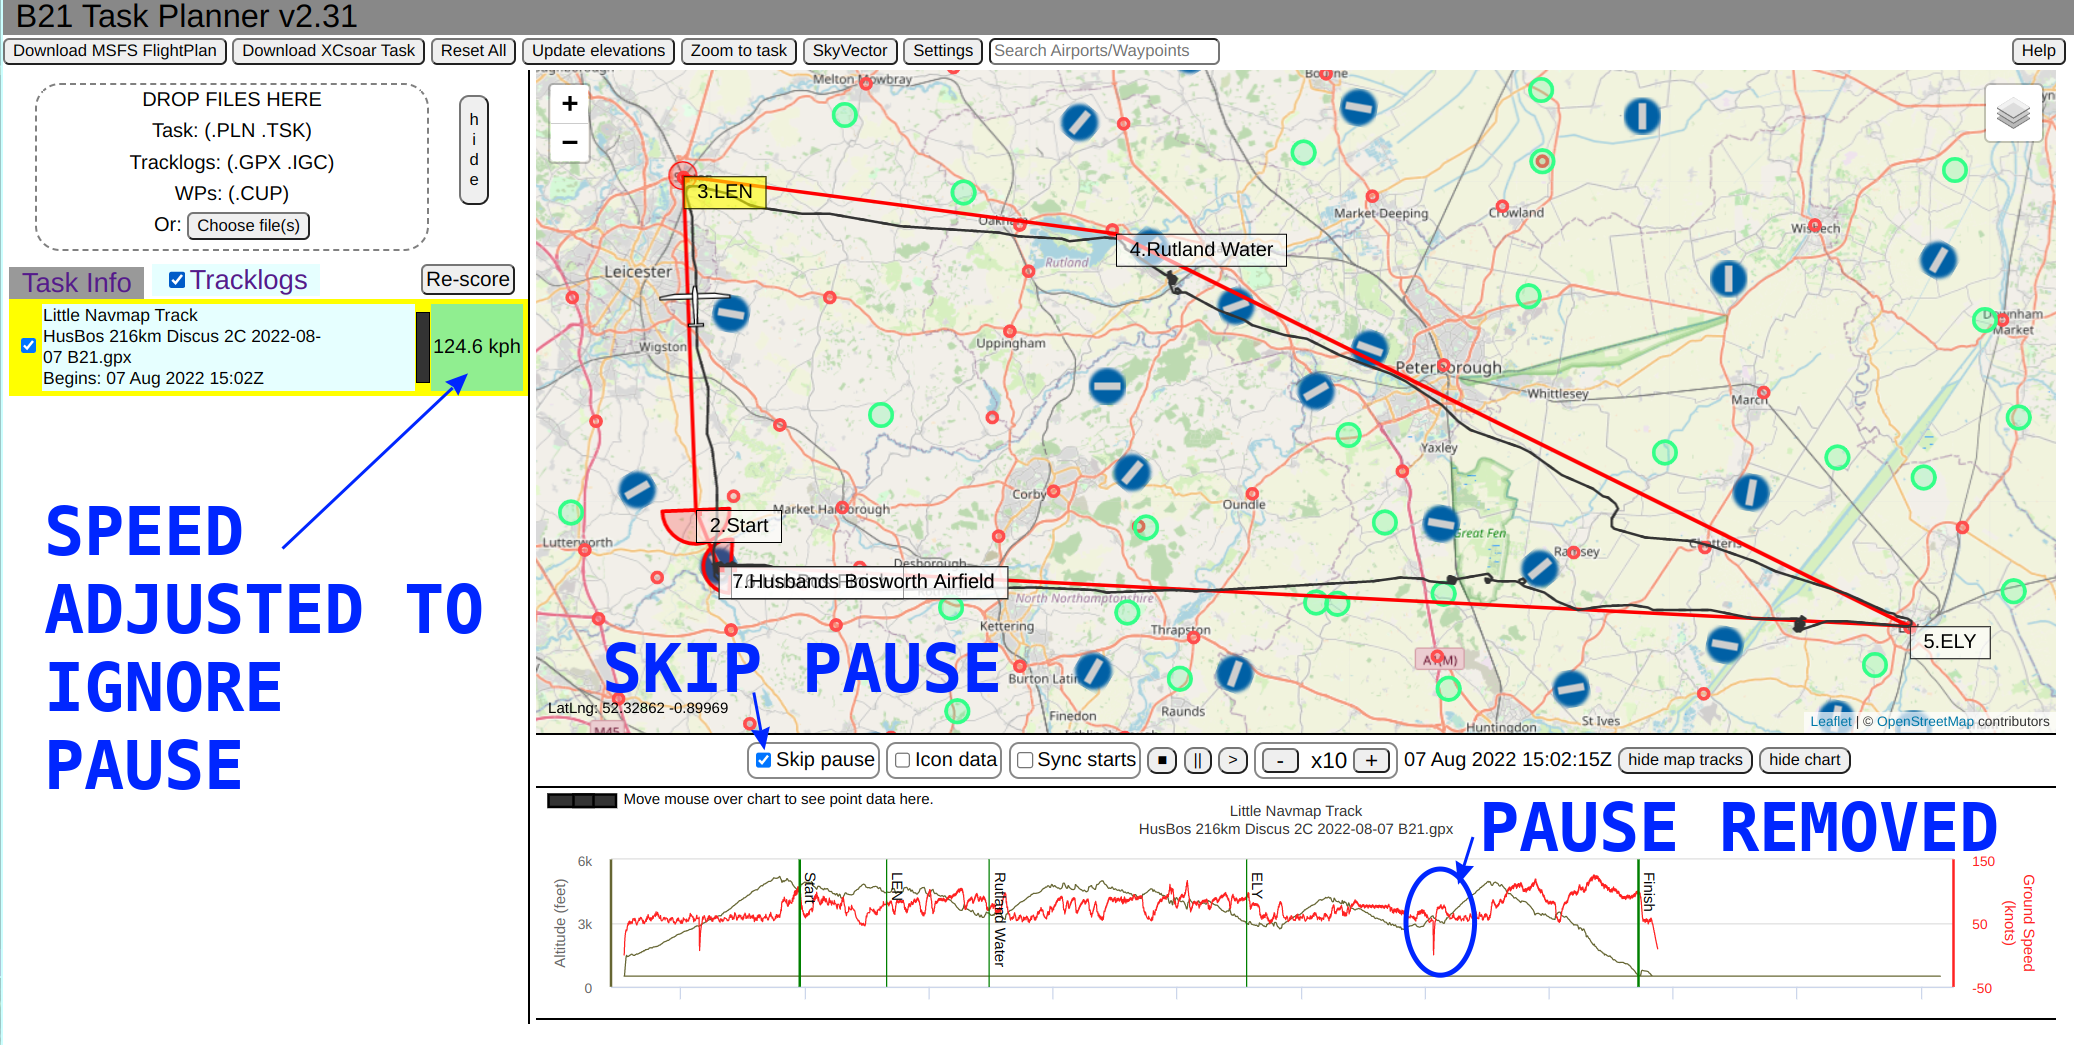 B21 Task Planner v2.31
Download MSFS FlightPlan
Download XCsoar Task
Reset All
Update elevations
Zoom to task
SkyVector
Settings
Search Airports/Waypoints
Help
DROP FILES HERE
Task: (.PLN .TSK)
Tracklogs: (.GPX .IGC)
WPs: (.CUP)
Or: Choose file(s)
h
i
d
e
Task Info
Tracklogs
Re-score
Little Navmap Track
HusBos 216km Discus 2C 2022-08-
07 B21.gpx
Begins: 07 Aug 2022 15:02Z
124.6 kph
SPEED
ADJUSTED TO
IGNORE
PAUSE
+
−
Melton Mowbray
3.LEN
Market Deeping
Crowland
Wisbech
4.Rutland Water
Rutland
Leicester
Wigston
Uppingham
Downham
Market
Peterborough
Whittlesey
March
Yaxley
Corby
Oundle
Market Harborough
2.Start
Lutterworth
Great Fen
Ramsey
Chatteris
Desborough
7.Husbands Bosworth Airfield
North Northamptonshire
Kettering
Thrapston
5.ELY
A1(M)
SKIP PAUSE
Burton Latim
Raunds
Finedon
St Ives
Huntingdon
M45
LatLng: 52.32862 -0.89969
Leaflet | © OpenStreetMap contributors
Skip pause
Icon data
Sync starts
■
||
>
-
x10
+
07 Aug 2022 15:02:15Z
hide map tracks
hide chart
Move mouse over chart to see point data here.
Little Navmap Track
HusBos 216km Discus 2C 2022-08-07 B21.gpx
PAUSE REMOVED
6k
3k
0
Altitude (feet)
Start
LEN
Rutland Water
ELY
Finish
150
50
-50
Ground Speed
(knots)